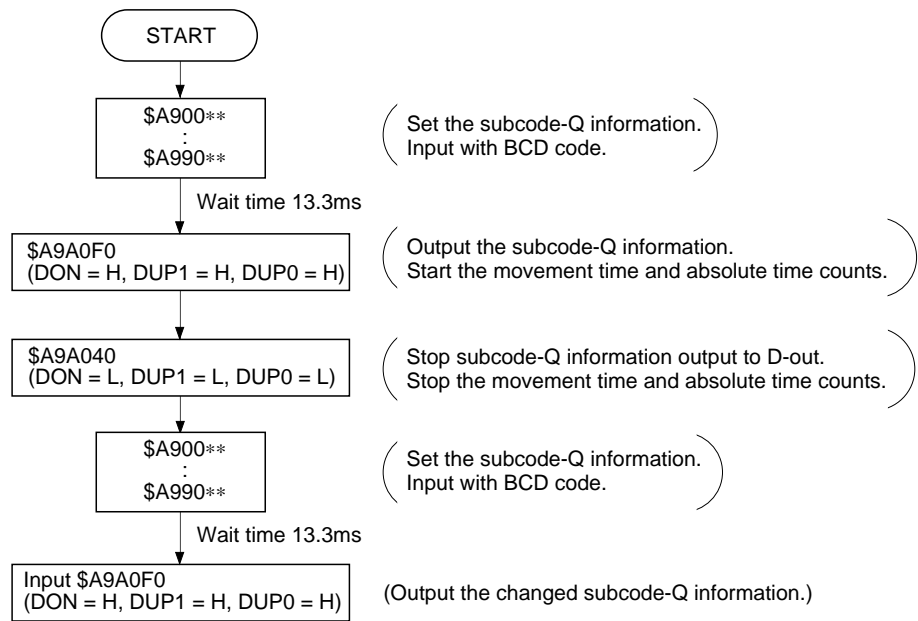 START
$A900**
:
$A990**
Set the subcode-Q information.
Input with BCD code.
Wait time 13.3ms
$A9A0F0
(DON = H, DUP1 = H, DUP0 = H)
Output the subcode-Q information.
Start the movement time and absolute time counts.
$A9A040
(DON = L, DUP1 = L, DUP0 = L)
Stop subcode-Q information output to D-out.
Stop the movement time and absolute time counts.
$A900**
:
$A990**
Set the subcode-Q information.
Input with BCD code.
Wait time 13.3ms
Input $A9A0F0
(DON = H, DUP1 = H, DUP0 = H)
(Output the changed subcode-Q information.)